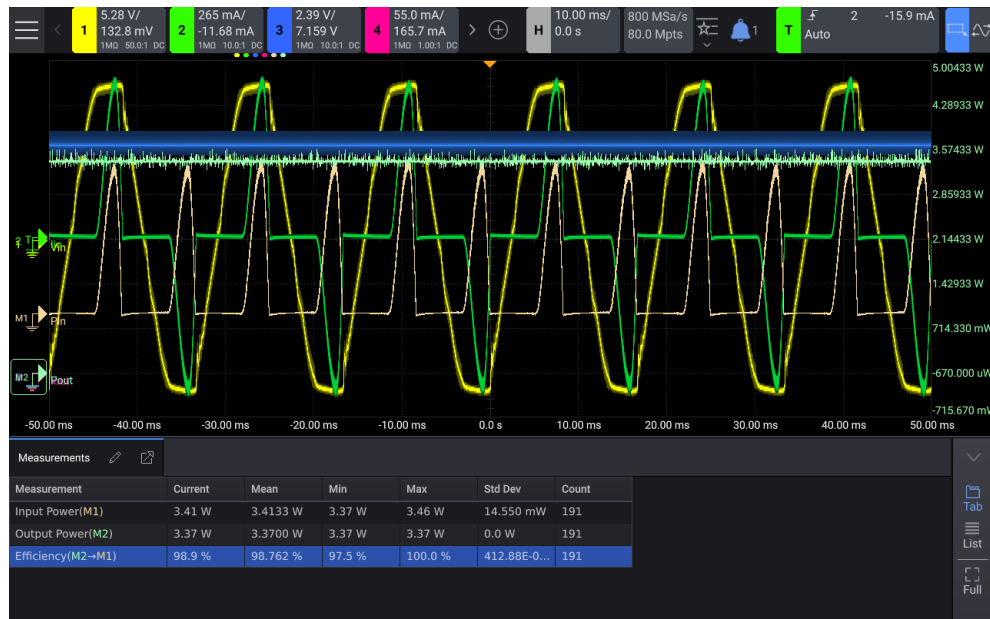 1 5.28 V/ 132.8 mV 1MΩ 50.0:1 DC
2 265 mA/ -11.68 mA 1MΩ 10.0:1 DC
3 2.39 V/ 7.159 V 1MΩ 10.0:1 DC
4 55.0 mA/ 165.7 mA 1MΩ 1.00:1 DC
H 10.00 ms/ 0.0 s
800 MSa/s 80.0 Mpts
1
T Auto 2 -15.9 mA
5.00433 W
4.28933 W
3.57433 W
2.85933 W
2.14433 W
1.42933 W
714.330 mW
-670.000 uW
-715.670 mW
T
Vin
M1 Pin
M2 Pout
-50.00 ms -40.00 ms -30.00 ms -20.00 ms -10.00 ms 0.0 s 10.00 ms 20.00 ms 30.00 ms 40.00 ms 50.00 ms
Measurements
Measurement Current Mean Min Max Std Dev Count
Input Power(M1) 3.41 W 3.4133 W 3.37 W 3.46 W 14.550 mW 191
Output Power(M2) 3.37 W 3.3700 W 3.37 W 3.37 W 0.0 W 191
Efficiency(M2→M1) 98.9 % 98.762 % 97.5 % 100.0 % 412.88E-0... 191
Tab
List
Full